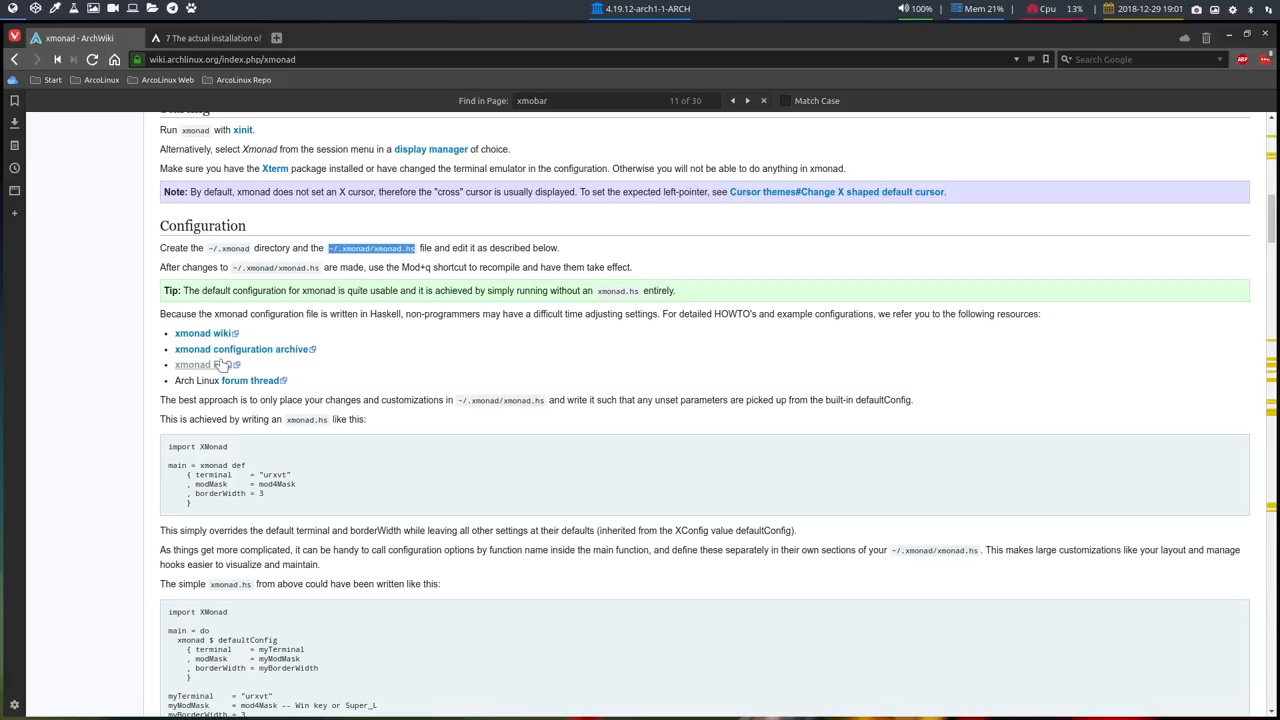 4.19.12-arch1-1-ARCH
100%
Mem 21%
Cpu 13%
2018-12-29 19:01
xmonad - ArchWiki
7 The actual installation of
wiki.archlinux.org/index.php/xmonad
Search Google
Start
ArcoLinux
ArcoLinux Web
ArcoLinux Repo
Find in Page:
xmobar
11 of 30
Match Case
Run xmonad with xinit.
Alternatively, select Xmonad from the session menu in a display manager of choice.
Make sure you have the Xterm package installed or have changed the terminal emulator in the configuration. Otherwise you will not be able to do anything in xmonad.
Note: By default, xmonad does not set an X cursor, therefore the "cross" cursor is usually displayed. To set the expected left-pointer, see Cursor themes#Change X shaped default cursor.
Configuration
Create the ~/.xmonad directory and the ~/.xmonad/xmonad.hs file and edit it as described below.
After changes to ~/.xmonad/xmonad.hs are made, use the Mod+q shortcut to recompile and have them take effect.
Tip: The default configuration for xmonad is quite usable and it is achieved by simply running without an xmonad.hs entirely.
Because the xmonad configuration file is written in Haskell, non-programmers may have a difficult time adjusting settings. For detailed HOWTO's and example configurations, we refer you to the following resources:
xmonad wiki
xmonad configuration archive
xmonad
Arch Linux forum thread
The best approach is to only place your changes and customizations in ~/.xmonad/xmonad.hs and write it such that any unset parameters are picked up from the built-in defaultConfig.
This is achieved by writing an xmonad.hs like this:
import XMonad
main = xmonad def
{ terminal = "urxvt"
, modMask = mod4Mask
, borderWidth = 3
}
This simply overrides the default terminal and borderWidth while leaving all other settings at their defaults (inherited from the XConfig value defaultConfig).
As things get more complicated, it can be handy to call configuration options by function name inside the main function, and define these separately in their own sections of your ~/.xmonad/xmonad.hs. This makes large customizations like your layout and manage
hooks easier to visualize and maintain.
The simple xmonad.hs from above could have been written like this:
import XMonad
main = do
xmonad $ defaultConfig
{ terminal = myTerminal
, modMask = myModMask
, borderWidth = myBorderWidth
}
myTerminal = "urxvt"
myModMask = mod4Mask -- Win key or Super_L
myBorderWidth = 3